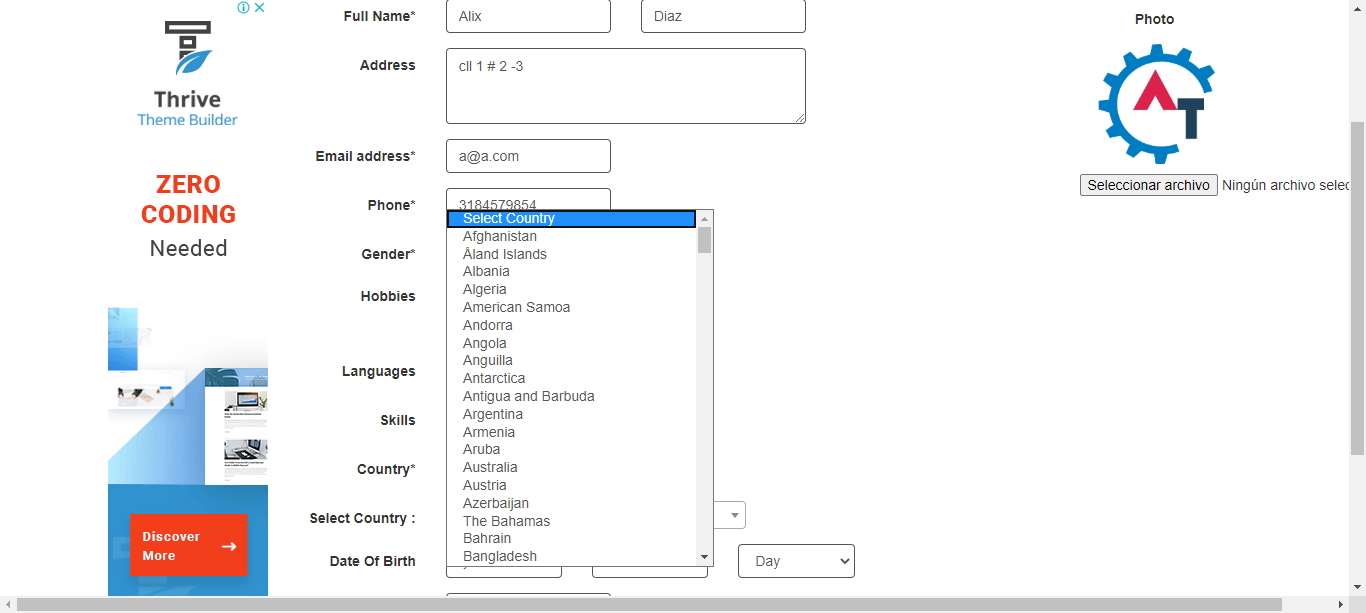 Full Name*
Alix
Diaz
Photo
Address
cll 1 # 2 -3
Thrive
Theme Builder
Email address*
a@a.com
ZERO
CODING
Needed
Seleccionar archivo
Ningún archivo selec
Phone*
3184579854
Select Country
Afghanistan
Gender*
Åland Islands
Albania
Algeria
Hobbies
American Samoa
Andorra
Angola
Anguilla
Languages
Antarctica
Antigua and Barbuda
Argentina
Skills
Armenia
Aruba
Country*
Australia
Austria
Azerbaijan
Select Country :
The Bahamas
Bahrain
Bangladesh
Date Of Birth
Day
Discover
More
AT